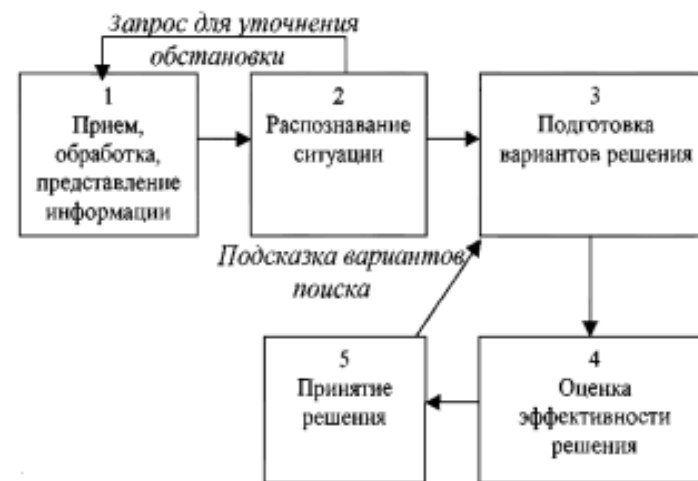 Запрос для уточнения
обстановки
1
Прием,
обработка,
представление
информации
2
Распознавание
ситуации
3
Подготовка
вариантов решения
Подсказка вариантов
поиска
5
Принятие
решения
4
Оценка
эффективности
решения